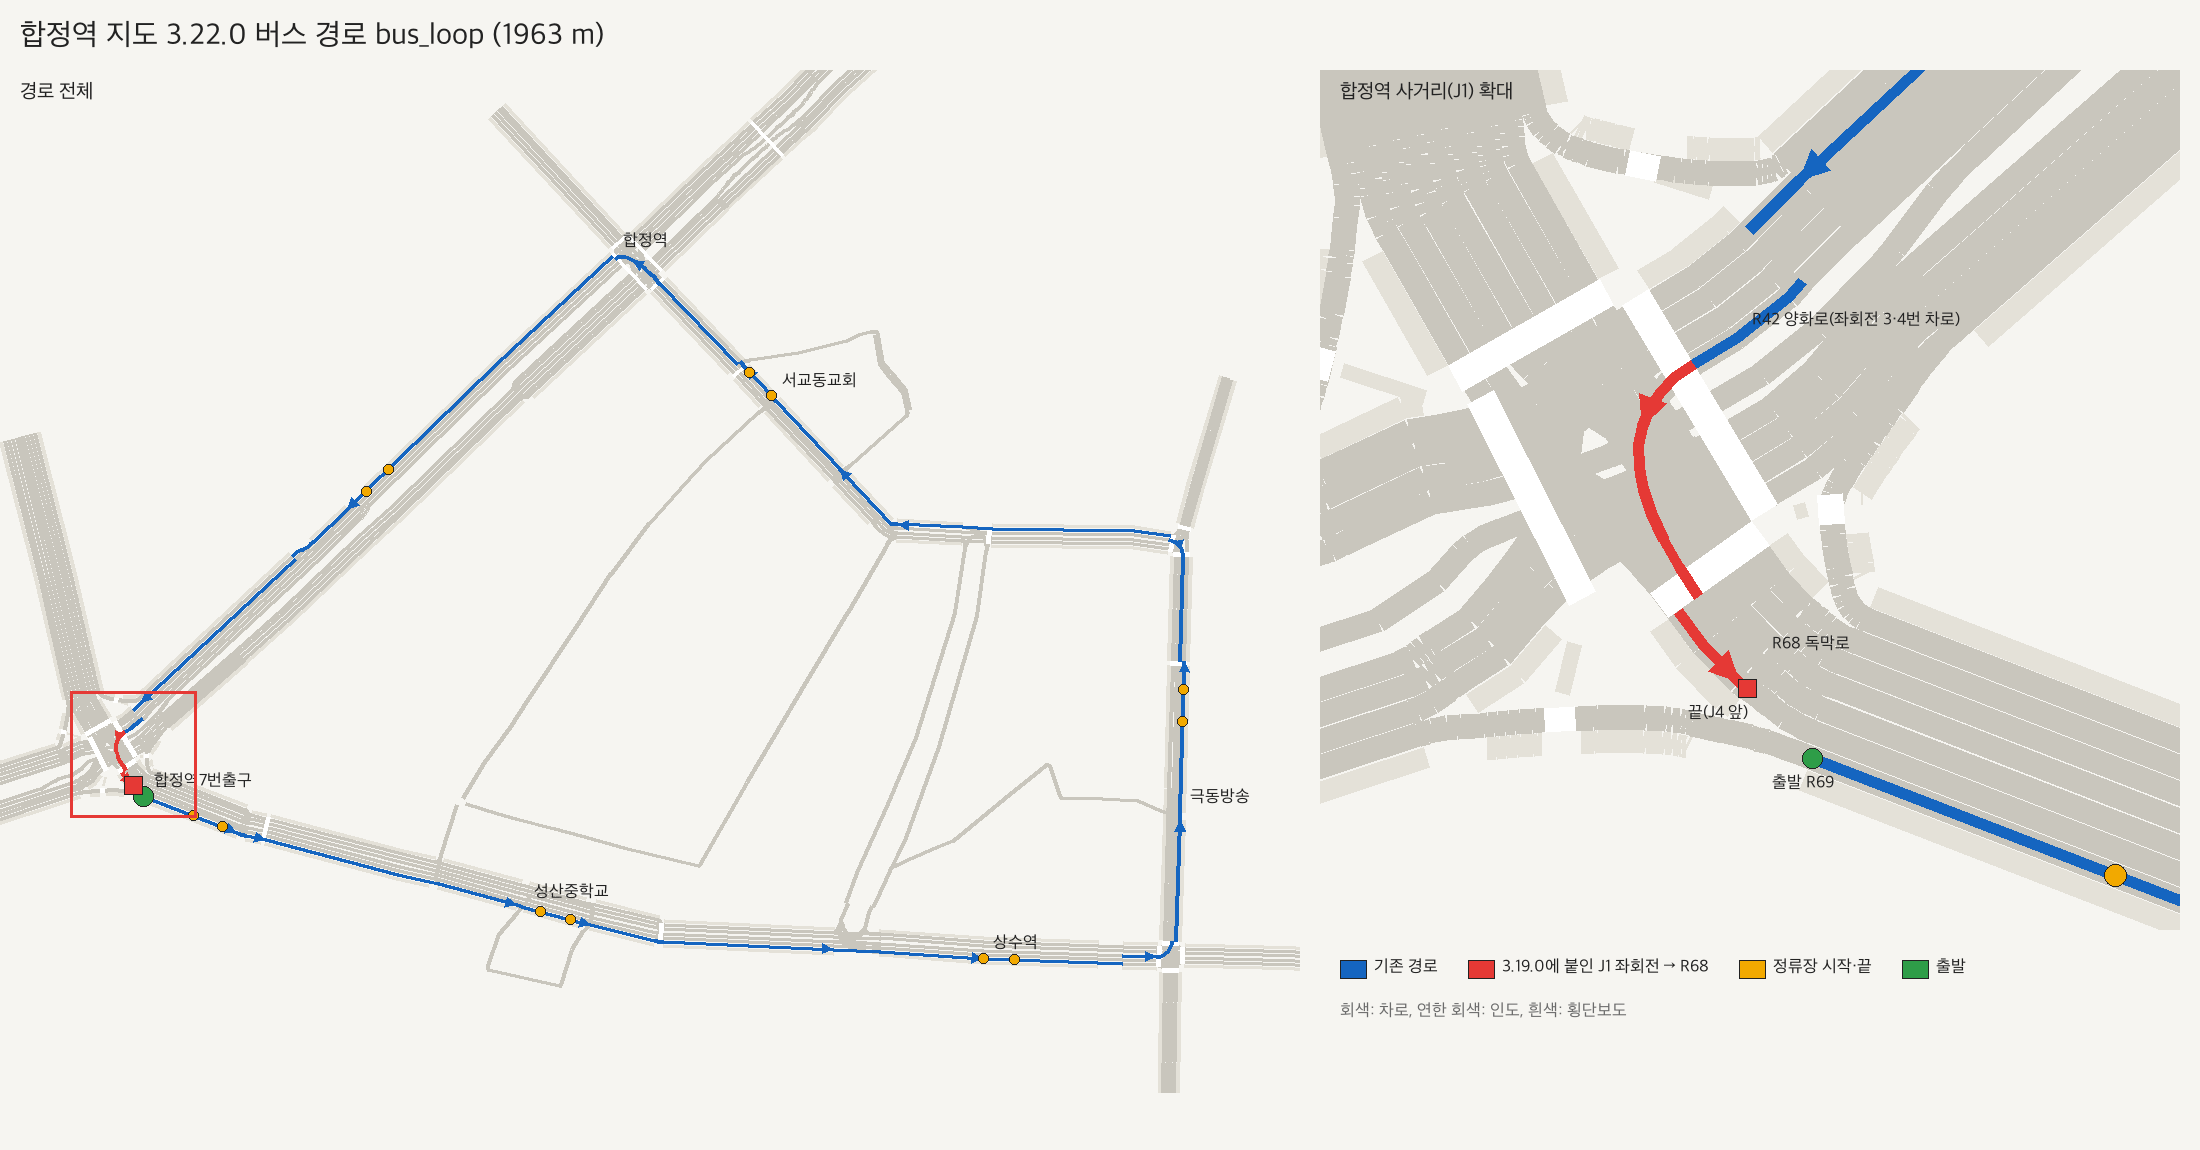 합정역 지도 3.22.0 버스 경로 bus_loop (1963 m)
경로 전체
합정역
서교동교회
합정역7번출구
성산중학교
상수역
극동방송
합정역 사거리(J1) 확대
R42 양화로(좌회전 3·4번 차로)
R68 독막로
끝(J4 앞)
출발 R69
기존 경로
3.19.0에 붙인 J1 좌회전 → R68
정류장 시작·끝
출발
회색: 차로, 연한 회색: 인도, 흰색: 횡단보도